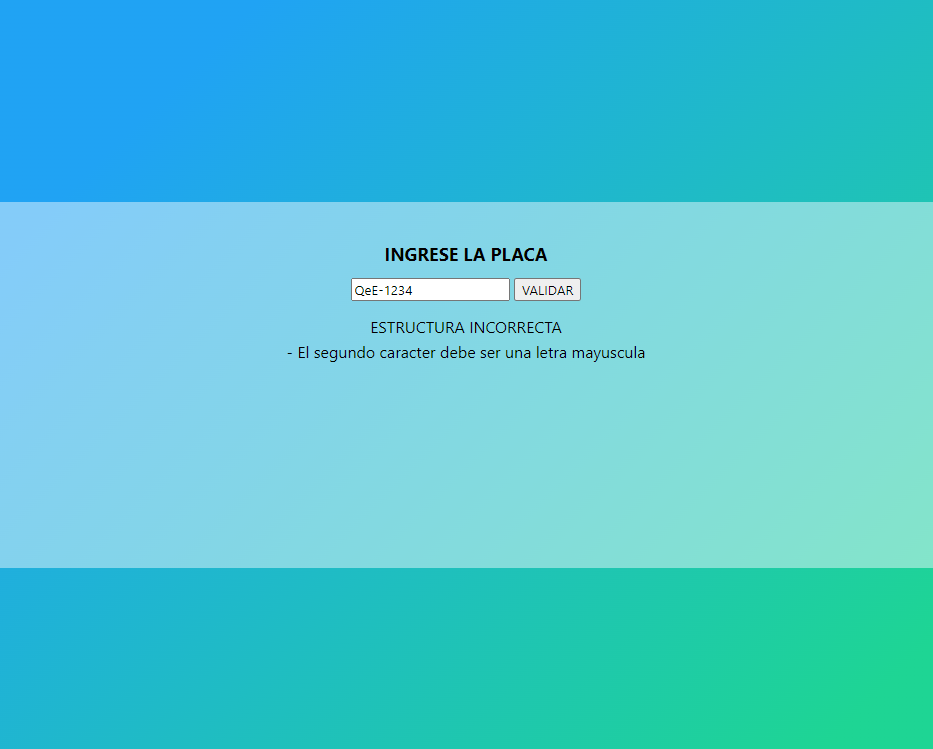 INGRESE LA PLACA
QeE-1234 VALIDAR
ESTRUCTURA INCORRECTA
- El segundo caracter debe ser una letra mayuscula